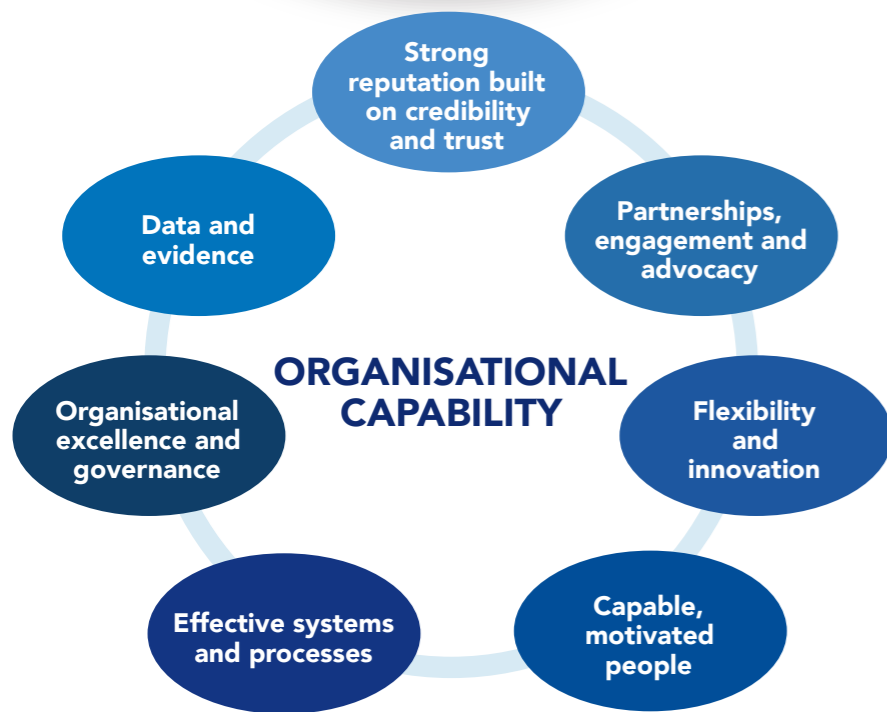 Strong
reputation built
on credibility
and trust
Partnerships,
engagement and
advocacy
Flexibility
and
innovation
Capable,
motivated
people
Effective systems
and processes
Organisational
excellence and
governance
Data and
evidence
ORGANISATIONAL
CAPABILITY